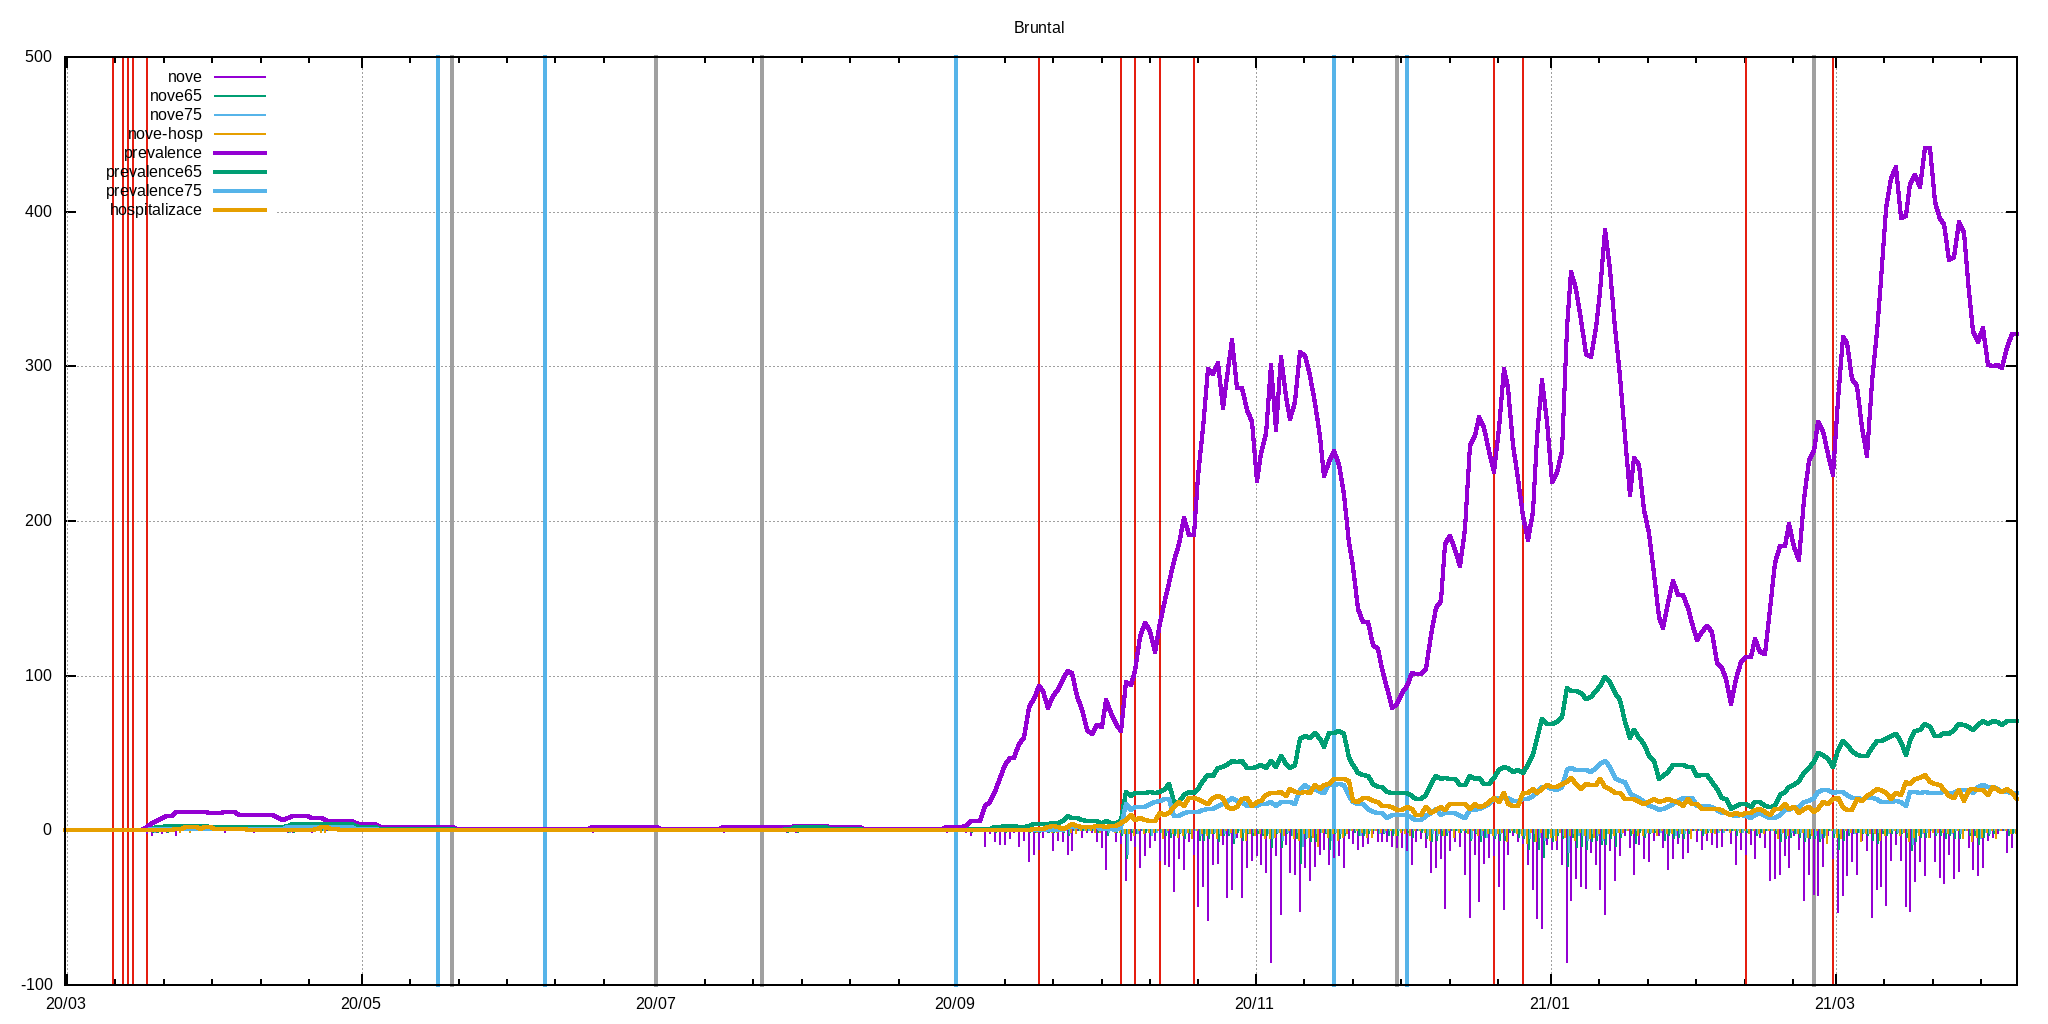 Bruntal
500
nove
nove65
nove75
nove-hosp
prevalence
prevalence65
prevalence75
hospitalizace
400
300
200
100
0
-100
20/03 20/05 20/07 20/09 20/11 21/01 21/03